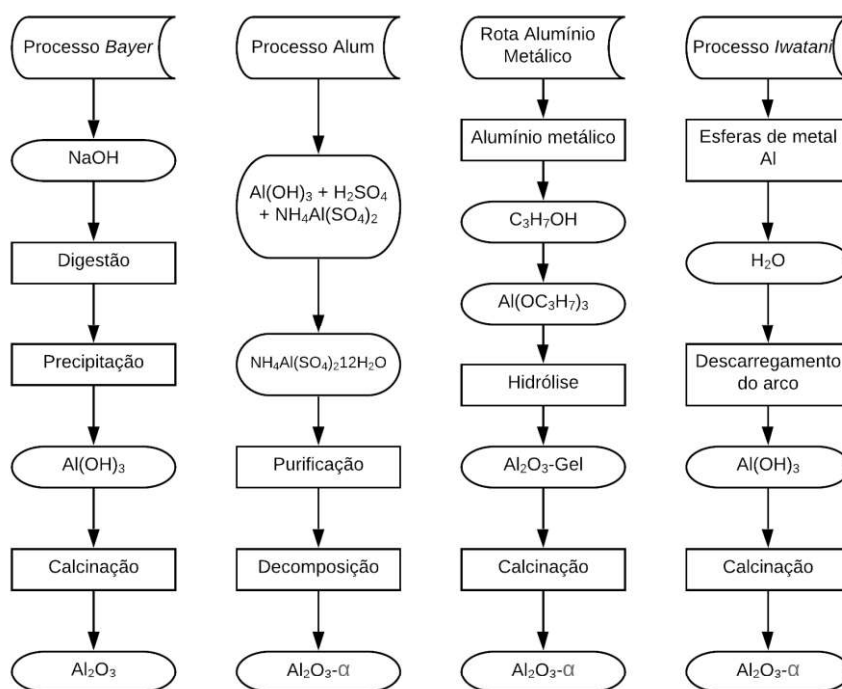 Processo Bayer
NaOH
Digestão
Precipitação
Al(OH)₃
Calcinação
Al₂O₃
Processo Alum
Al(OH)₃ + H₂SO₄
+ NH₄Al(SO₄)₂
NH₄Al(SO₄)₂12H₂O
Purificação
Decomposição
Al₂O₃-α
Rota Alumínio
Metálico
Alumínio metálico
C₃H₇OH
Al(OC₃H₇)₃
Hidrólise
Al₂O₃-Gel
Calcinação
Al₂O₃-α
Processo Iwatani
Esferas de metal
Al
H₂O
Descarregamento
do arco
Al(OH)₃
Calcinação
Al₂O₃-α